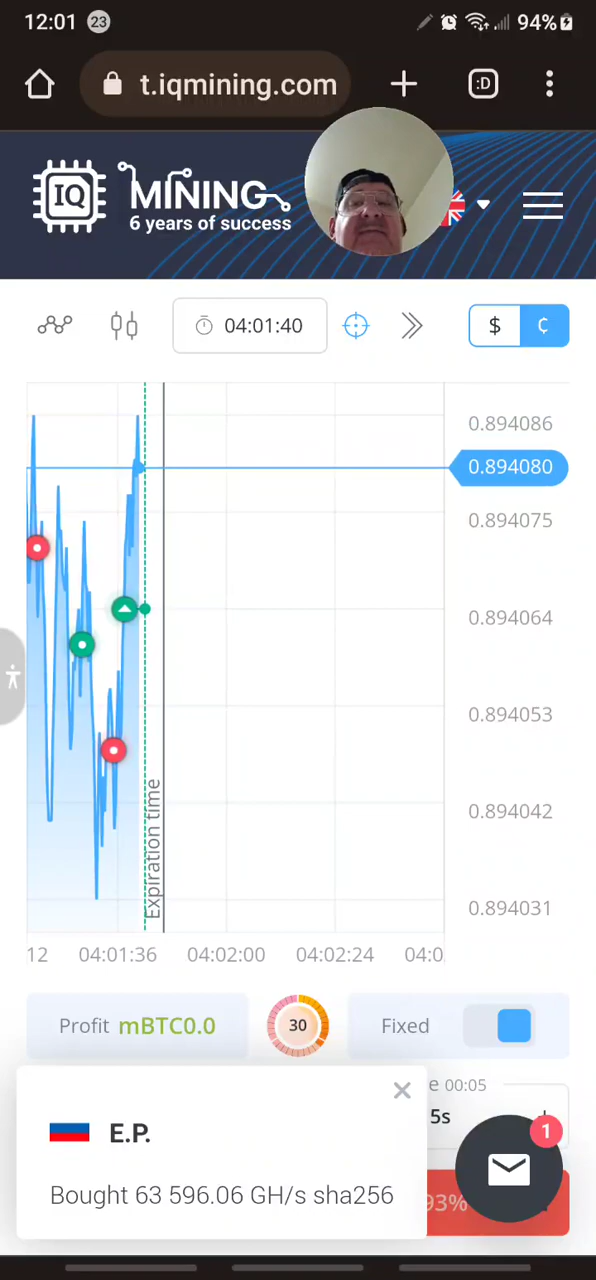 12:01 23 94%
t.iqmining.com :D
IQ MINING
6 years of success
04:01:40 $ ¢
0.894086
0.894080
0.894075
0.894064
0.894053
0.894042
0.894031
Expiration time
12 04:01:36 04:02:00 04:02:24 04:0
Profit mBTC0.0 30 Fixed
e 00:05
5s +
1
93%
E.P.
Bought 63 596.06 GH/s sha256